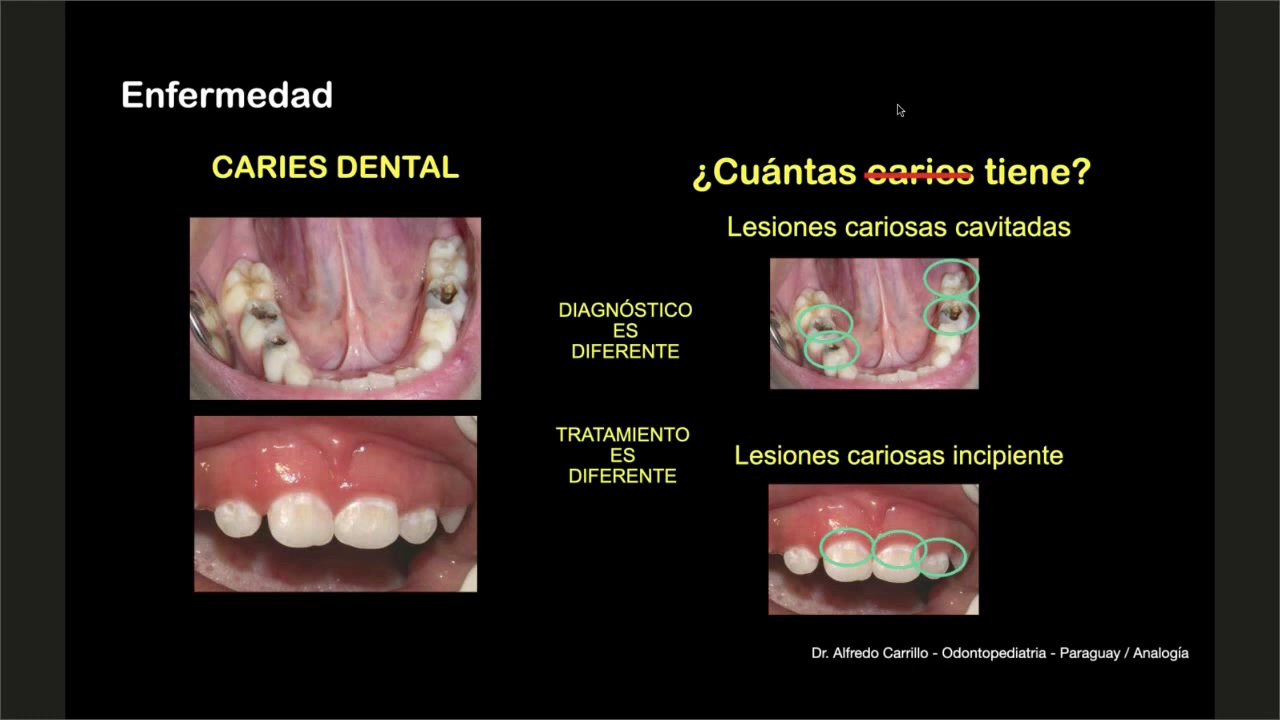 Enfermedad
CARIES DENTAL
¿Cuántas caries tiene?
Lesiones cariosas cavitadas
DIAGNÓSTICO
ES
DIFERENTE
TRATAMIENTO
ES
DIFERENTE
Lesiones cariosas incipiente
Dr. Alfredo Carrillo - Odontopediatria - Paraguay / Analogía